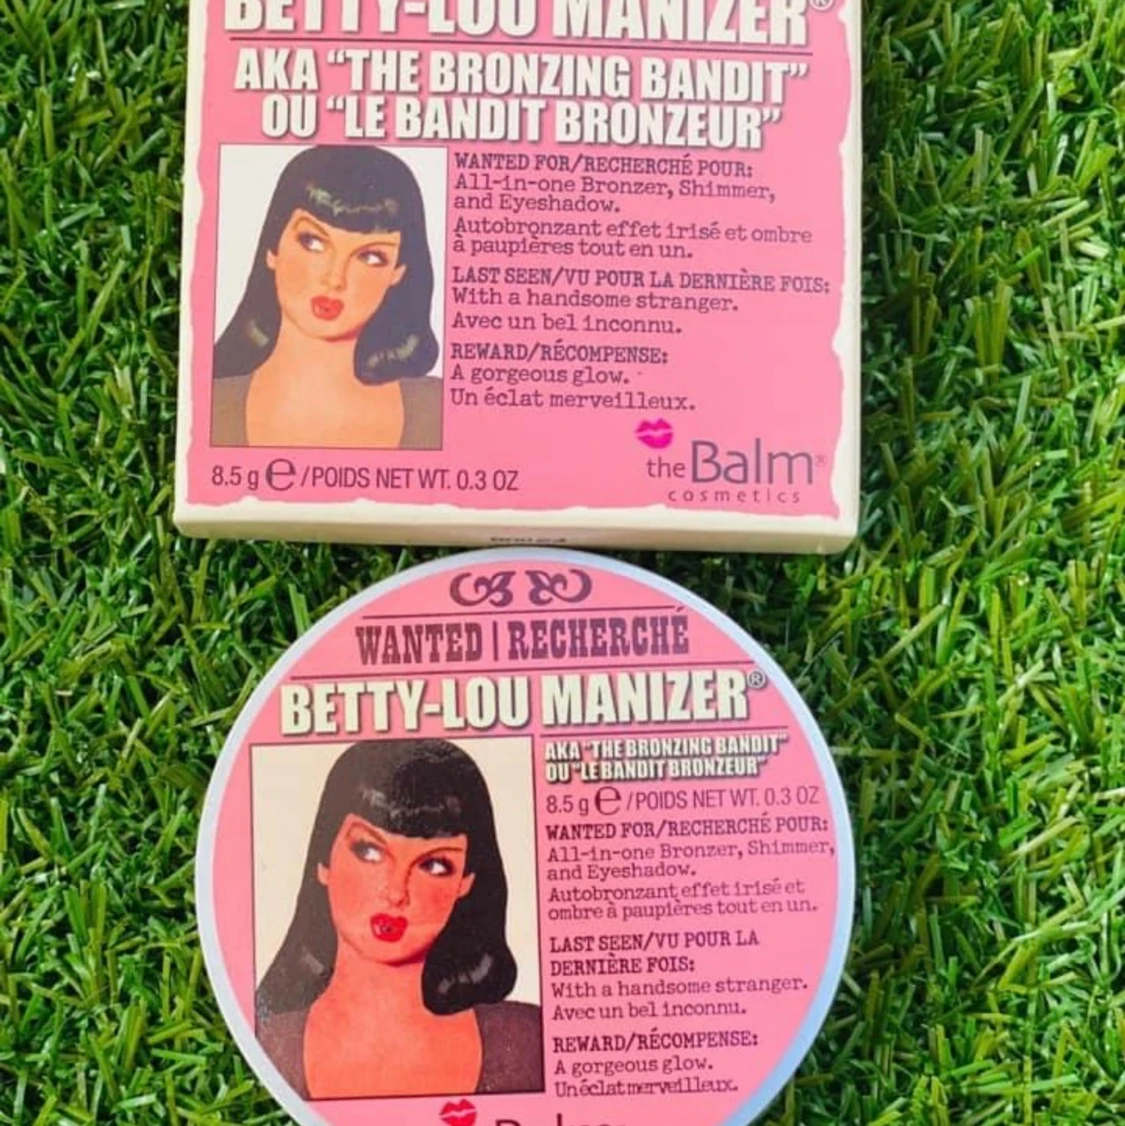 BETTY-LOU MANIZER®
AKA "THE BRONZING BANDIT"
OU "LE BANDIT BRONZEUR"
WANTED FOR/RECHERCHÉ POUR:
All-in-one Bronzer, Shimmer,
and Eyeshadow.
Autobronzant effet irisé et ombre
à paupières tout en un.
LAST SEEN/VU POUR LA DERNIÈRE FOIS:
With a handsome stranger.
Avec un bel inconnu.
REWARD/RÉCOMPENSE:
A gorgeous glow.
Un éclat merveilleux.
8.5 g e /POIDS NET WT. 0.3 OZ
theBalm®
cosmetics
WANTED | RECHERCHÉ
BETTY-LOU MANIZER®
AKA "THE BRONZING BANDIT"
OU "LE BANDIT BRONZEUR"
8.5 g e /POIDS NET WT. 0.3 OZ
WANTED FOR/RECHERCHÉ POUR:
All-in-one Bronzer, Shimmer,
and Eyeshadow.
Autobronzant effet irisé et
ombre à paupières tout en un.
LAST SEEN/VU POUR LA
DERNIÈRE FOIS:
With a handsome stranger.
Avec un bel inconnu.
REWARD/RÉCOMPENSE:
A gorgeous glow.
Un éclat merveilleux.